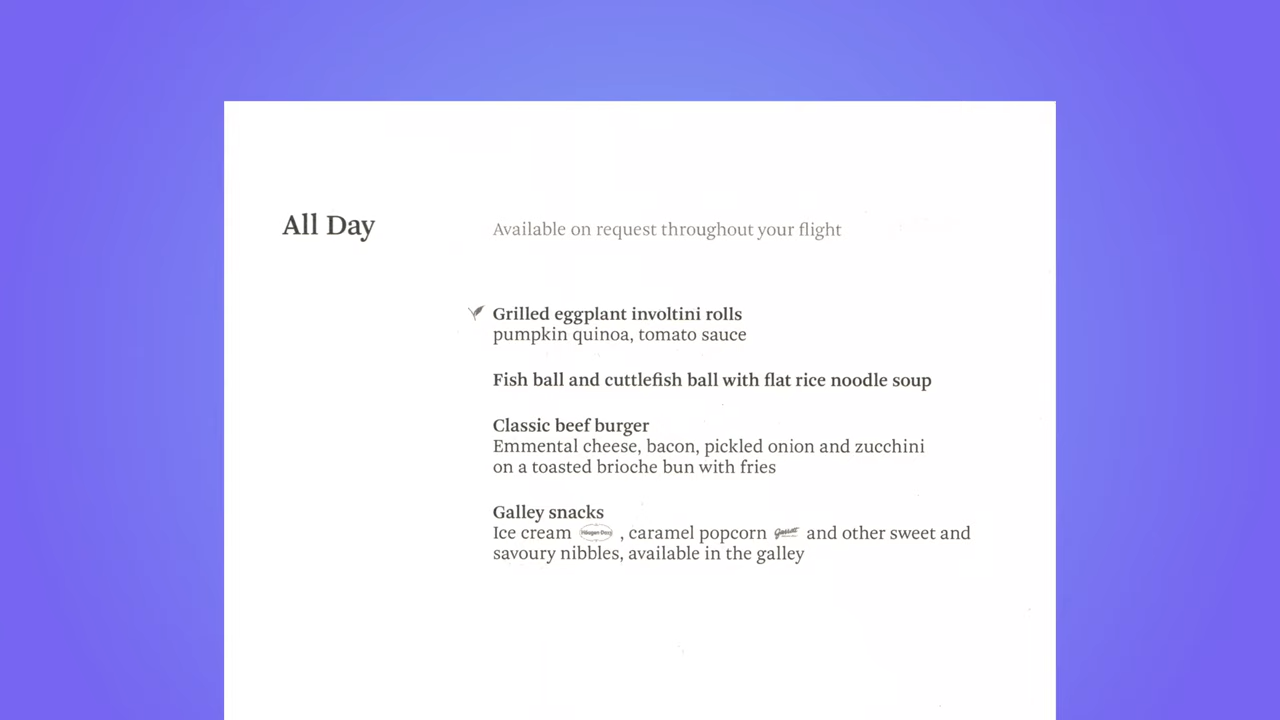 All Day
Available on request throughout your flight
Grilled eggplant involtini rolls
pumpkin quinoa, tomato sauce
Fish ball and cuttlefish ball with flat rice noodle soup
Classic beef burger
Emmental cheese, bacon, pickled onion and zucchini
on a toasted brioche bun with fries
Galley snacks
Ice cream Häagen-Dazs , caramel popcorn Garrett and other sweet and
savoury nibbles, available in the galley